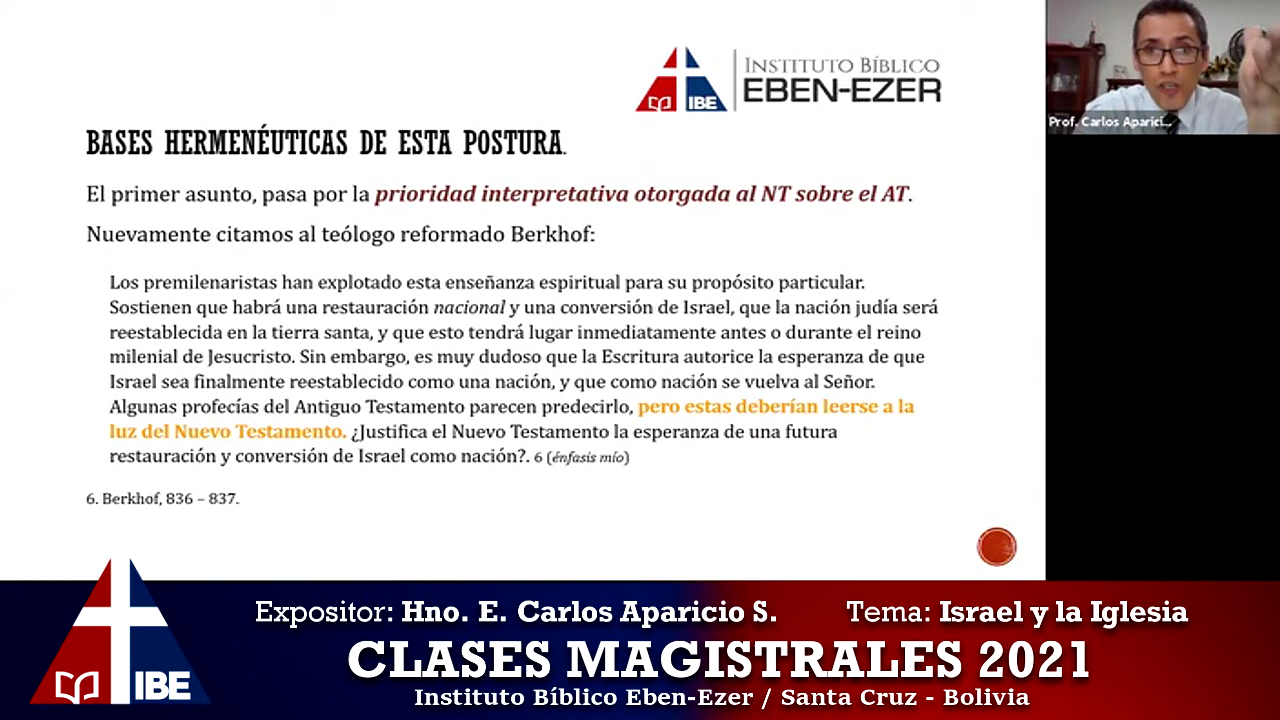 INSTITUTO BÍBLICO
EBEN-EZER
IBE
Prof. Carlos Aparici...
BASES HERMENÉUTICAS DE ESTA POSTURA.
El primer asunto, pasa por la prioridad interpretativa otorgada al NT sobre el AT.
Nuevamente citamos al teólogo reformado Berkhof:
Los premilenaristas han explotado esta enseñanza espiritual para su propósito particular.
Sostienen que habrá una restauración nacional y una conversión de Israel, que la nación judía será
reestablecida en la tierra santa, y que esto tendrá lugar inmediatamente antes o durante el reino
milenial de Jesucristo. Sin embargo, es muy dudoso que la Escritura autorice la esperanza de que
Israel sea finalmente reestablecido como una nación, y que como nación se vuelva al Señor.
Algunas profecías del Antiguo Testamento parecen predecirlo, pero estas deberían leerse a la
luz del Nuevo Testamento. ¿Justifica el Nuevo Testamento la esperanza de una futura
restauración y conversión de Israel como nación?. 6 (énfasis mío)
6. Berkhof, 836 – 837.
Expositor: Hno. E. Carlos Aparicio S. Tema: Israel y la Iglesia
CLASES MAGISTRALES 2021
IBE
Instituto Bíblico Eben-Ezer / Santa Cruz - Bolivia